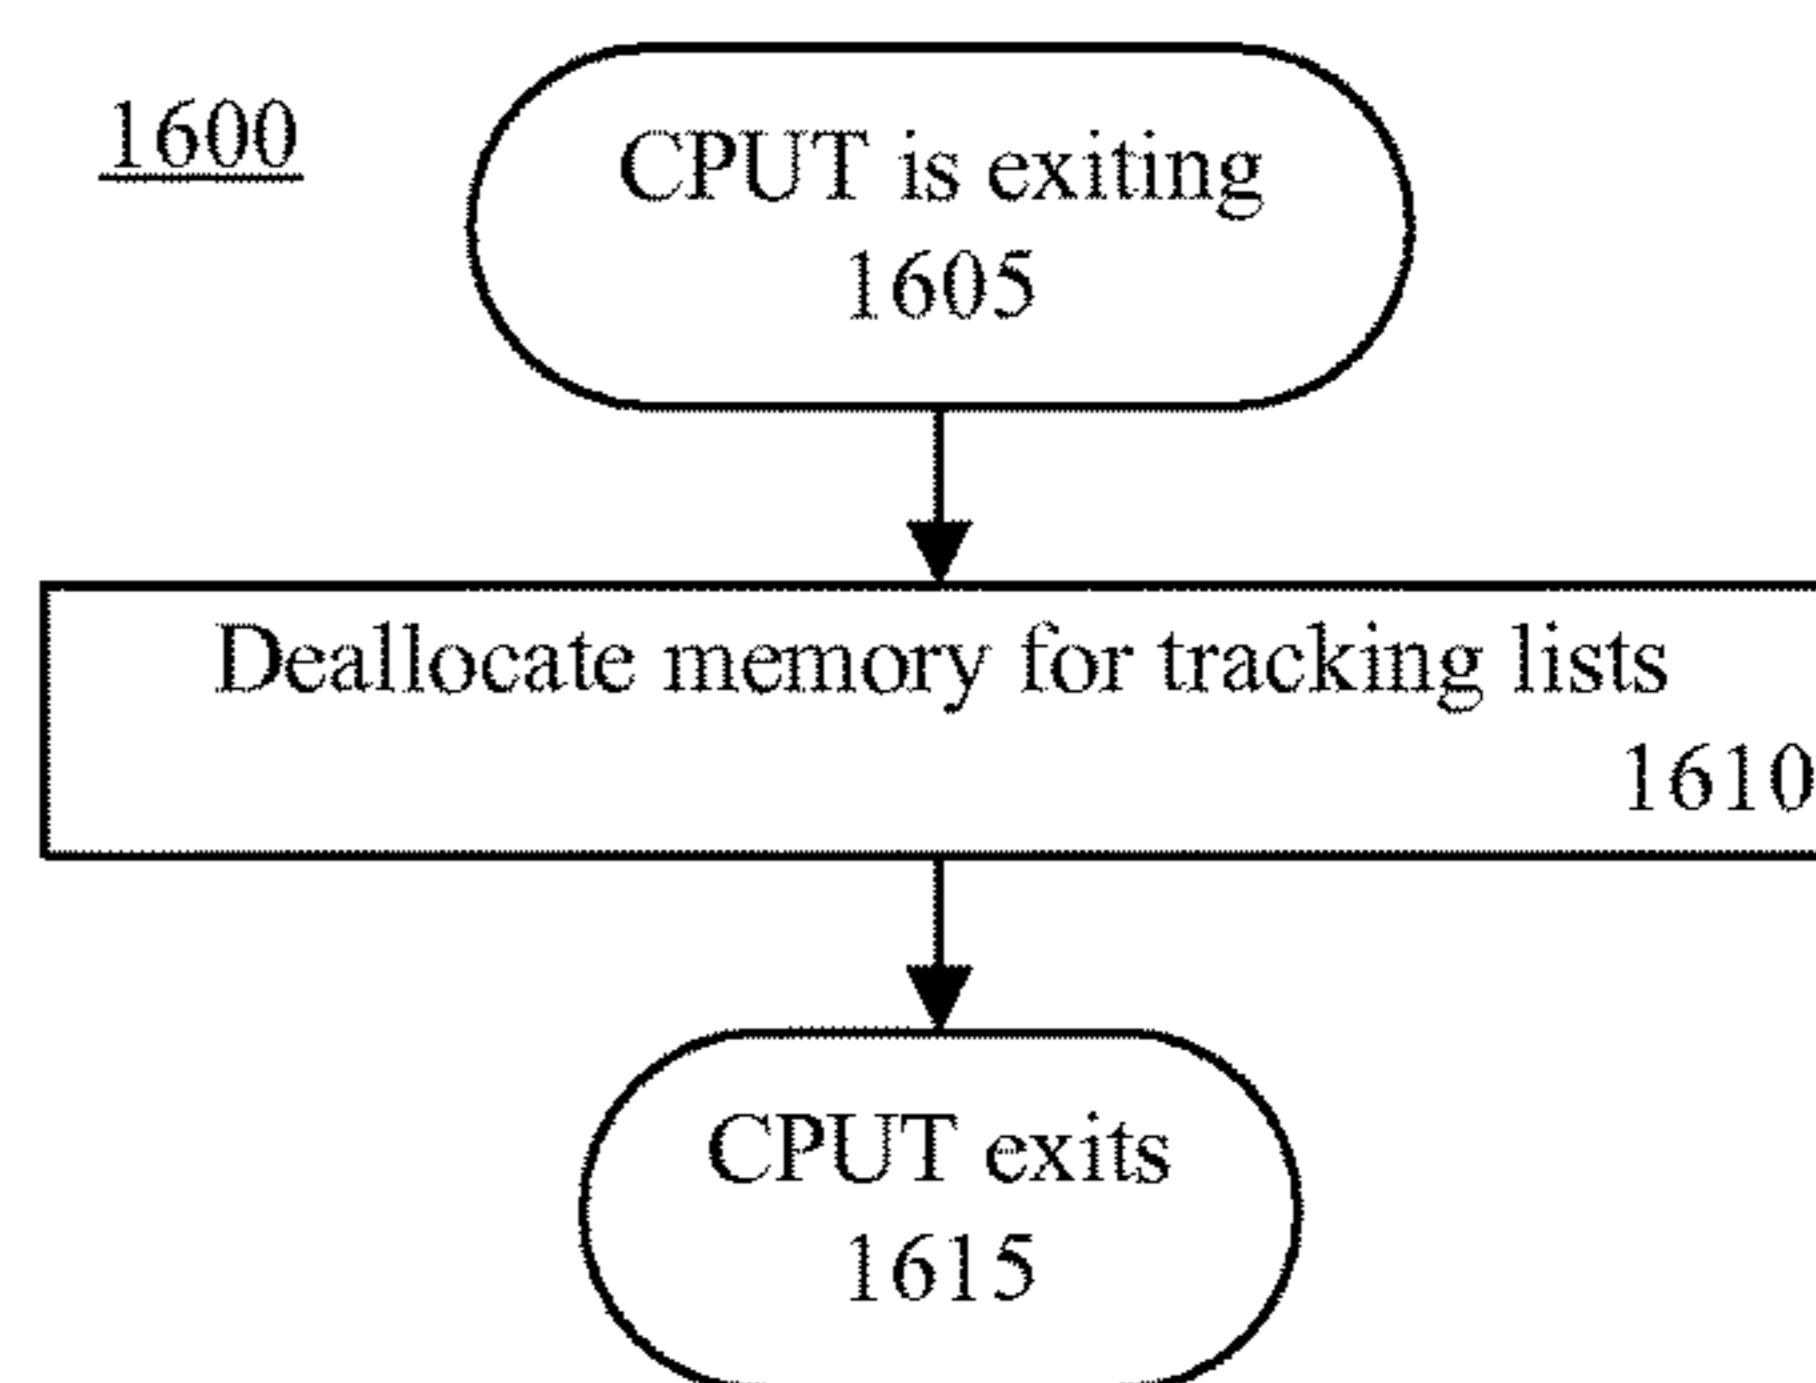 1600
CPUT is exiting
1605
Deallocate memory for tracking lists
1610
CPUT exits
1615